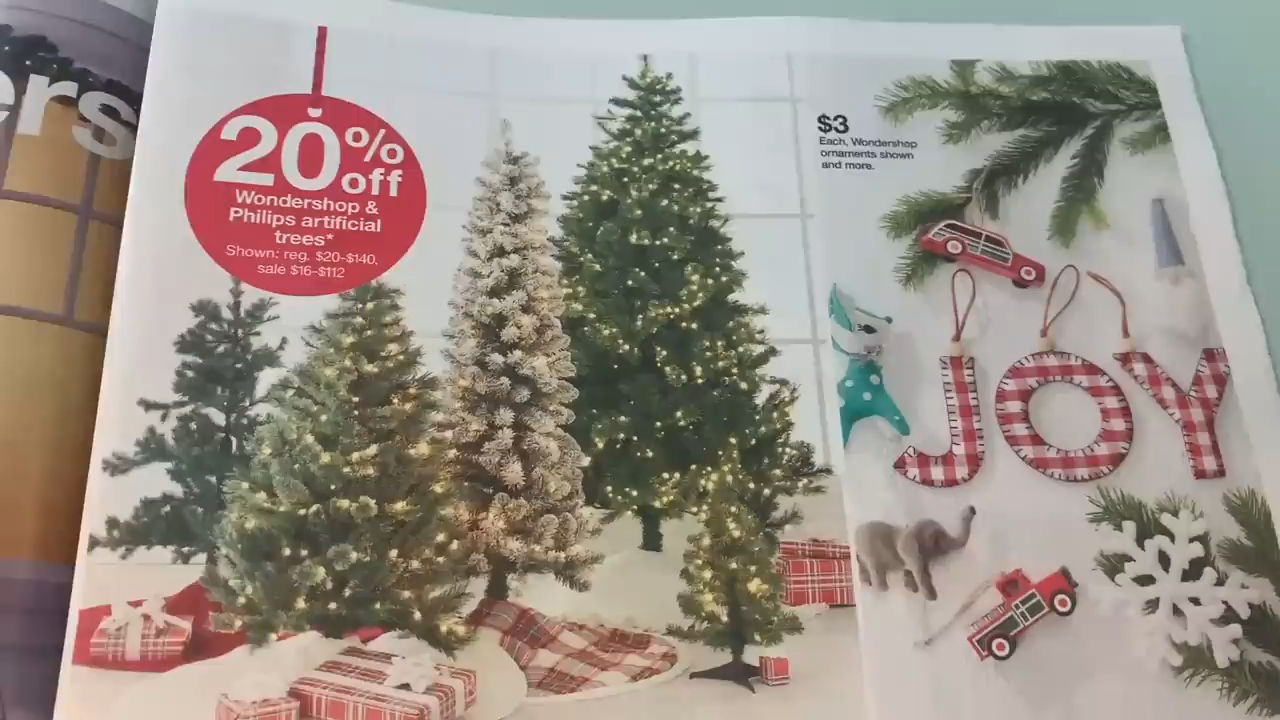 ers
20% off
Wondershop &
Philips artificial
trees*
Shown: reg. $20-$140,
sale $16-$112
$3
Each, Wondershop
ornaments shown
and more.
JOY